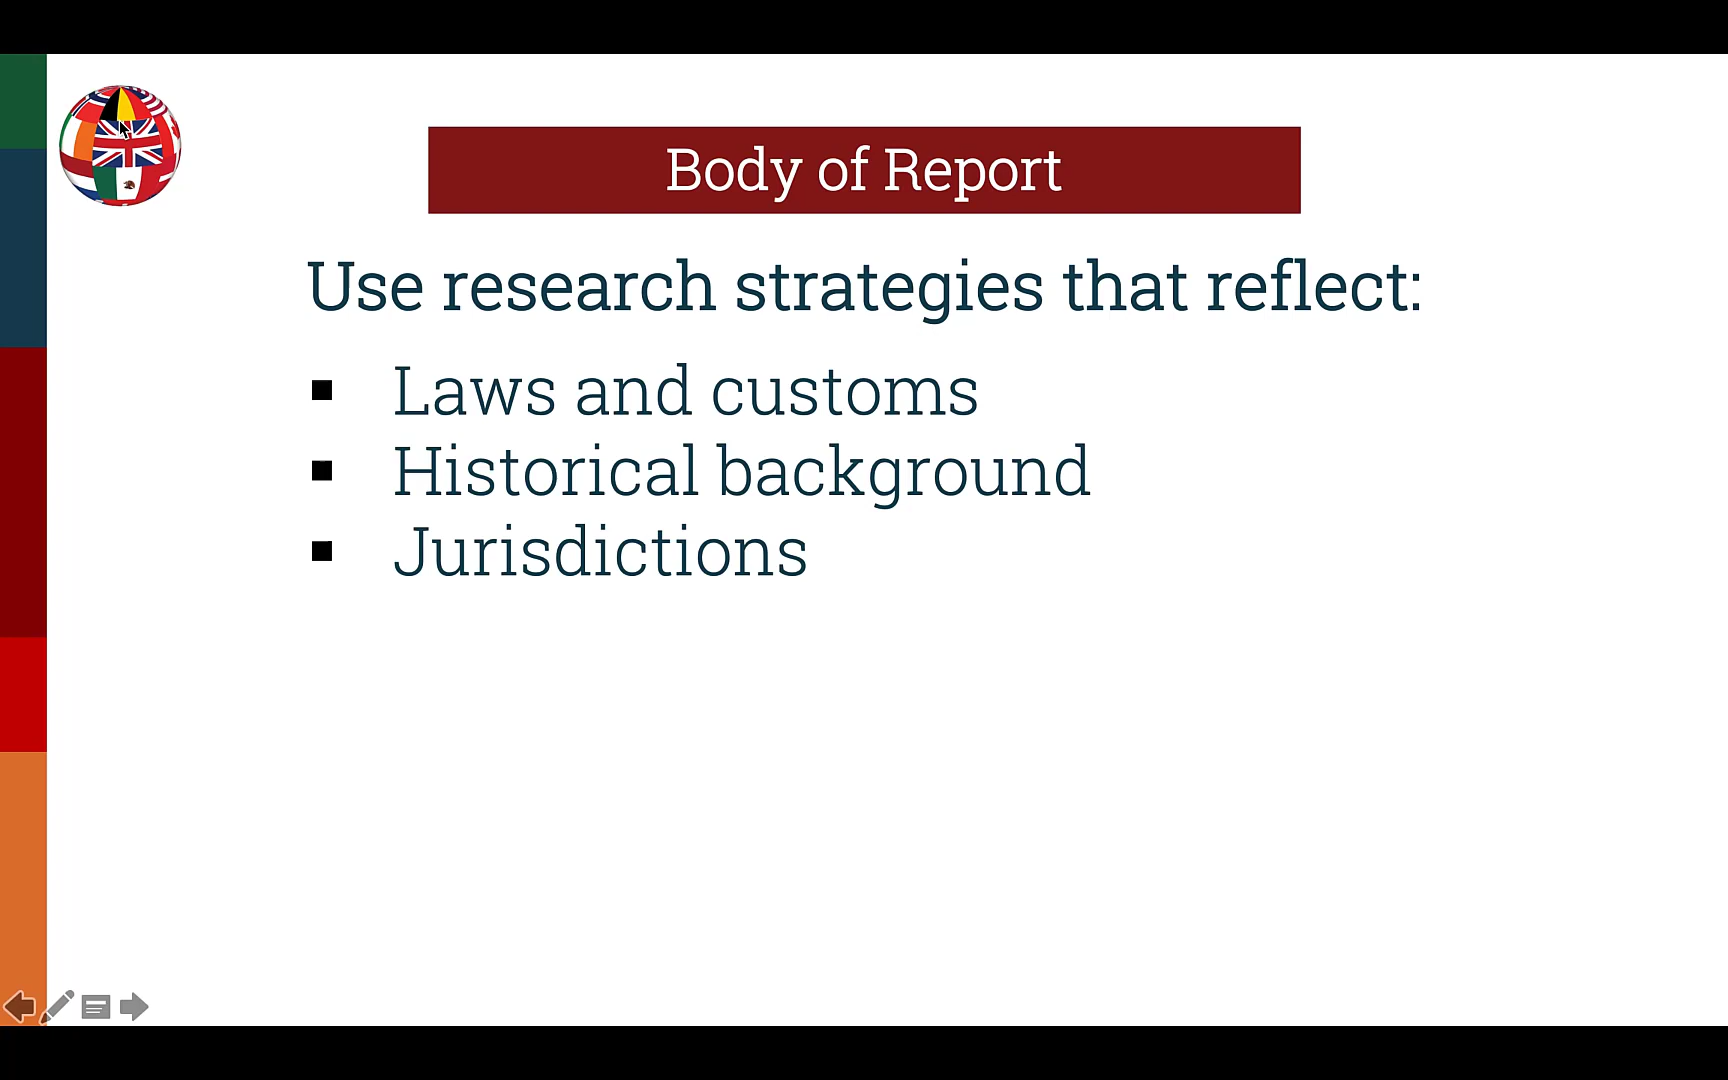 Body of Report
Use research strategies that reflect:
▪ Laws and customs
▪ Historical background
▪ Jurisdictions